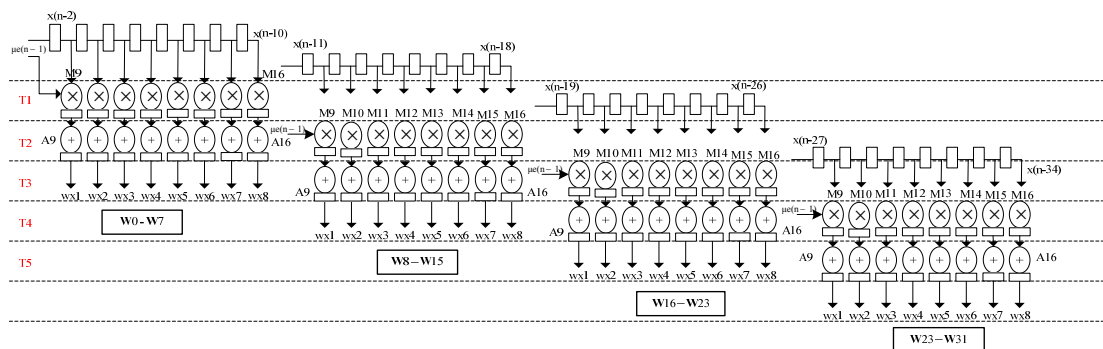 x(n-2)
x(n-10)
μe(n−1)
M9
M16
T1
× × × × × × × ×
T2
A9
+ + + + + + + +
A16
T3
wx1 wx2 wx3 wx4 wx5 wx6 wx7 wx8
W0-W7
T4
T5
x(n-11)
x(n-18)
M9 M10 M11 M12 M13 M14 M15 M16
μe(n−1)
× × × × × × × ×
A9
+ + + + + + + +
A16
wx1 wx2 wx3 wx4 wx5 wx6 wx7 wx8
W8–W15
x(n-19)
x(n-26)
M9 M10 M11 M12 M13 M14 M15 M16
μe(n−1)
× × × × × × × ×
A9
+ + + + + + + +
A16
wx1 wx2 wx3 wx4 wx5 wx6 wx7 wx8
W16–W23
x(n-27)
x(n-34)
M9 M10 M11 M12 M13 M14 M15 M16
μe(n−1)
× × × × × × × ×
A9
+ + + + + + + +
A16
wx1 wx2 wx3 wx4 wx5 wx6 wx7 wx8
W23–W31